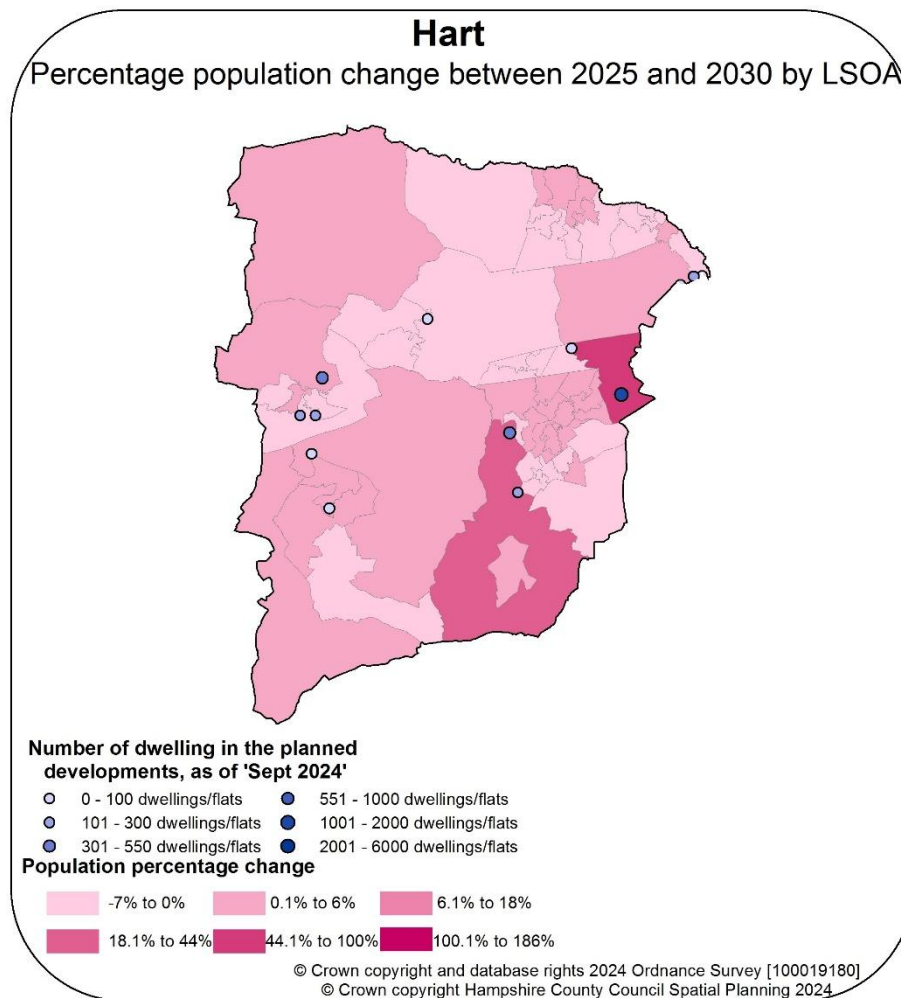 Hart
Percentage population change between 2025 and 2030 by LSOA
Number of dwelling in the planned
developments, as of 'Sept 2024'
0 - 100 dwellings/flats
551 - 1000 dwellings/flats
101 - 300 dwellings/flats
1001 - 2000 dwellings/flats
301 - 550 dwellings/flats
2001 - 6000 dwellings/flats
Population percentage change
-7% to 0%
0.1% to 6%
6.1% to 18%
18.1% to 44%
44.1% to 100%
100.1% to 186%
© Crown copyright and database rights 2024 Ordnance Survey [100019180]
© Crown copyright Hampshire County Council Spatial Planning 2024